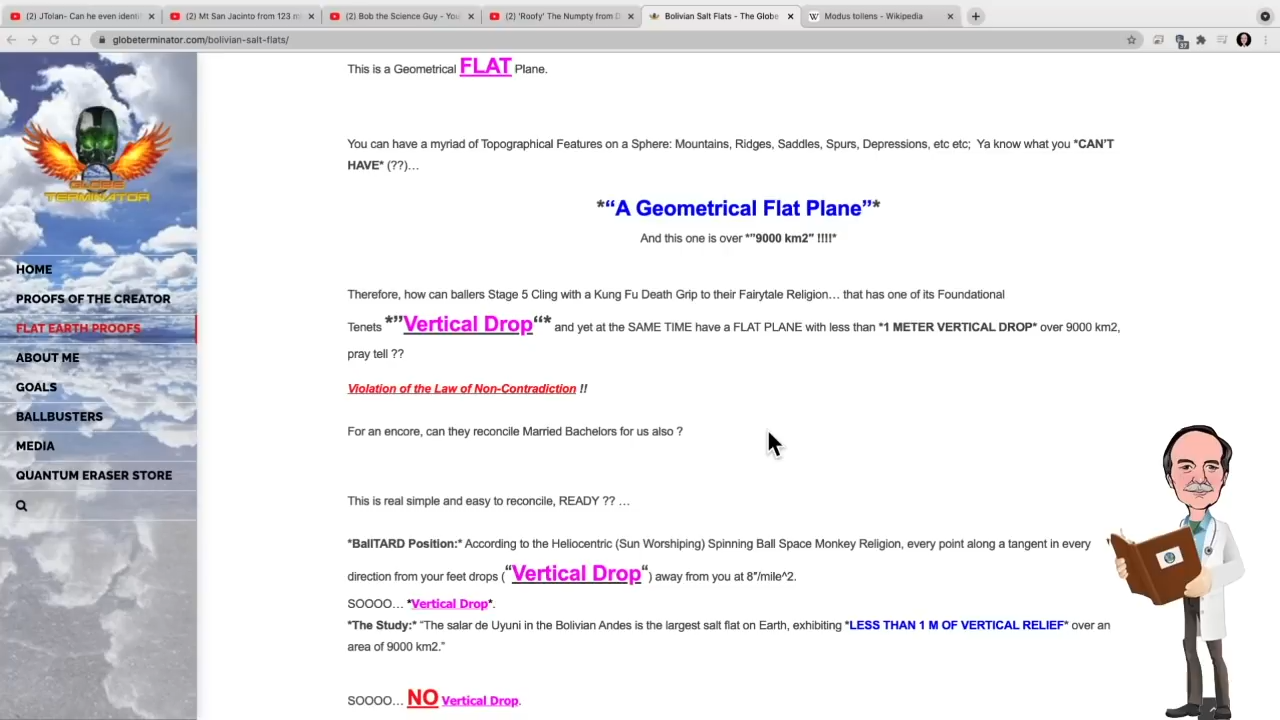 (2) JTolan- Can he even identi
(2) Mt San Jacinto from 123 m
(2) Bob the Science Guy - You
(2) 'Roofy' The Numpty from D
Bolivian Salt Flats - The Globe
Modus tollens - Wikipedia
globeterminator.com/bolivian-salt-flats/
37
GLOBE
TERMINATOR
HOME
PROOFS OF THE CREATOR
FLAT EARTH PROOFS
ABOUT ME
GOALS
BALLBUSTERS
MEDIA
QUANTUM ERASER STORE
This is a Geometrical FLAT Plane.
You can have a myriad of Topographical Features on a Sphere: Mountains, Ridges, Saddles, Spurs, Depressions, etc etc;  Ya know what you *CAN'T
HAVE* (??)…
*“A Geometrical Flat Plane”*
And this one is over *"9000 km2" !!!!*
Therefore, how can ballers Stage 5 Cling with a Kung Fu Death Grip to their Fairytale Religion… that has one of its Foundational
Tenets *”Vertical Drop“* and yet at the SAME TIME have a FLAT PLANE with less than *1 METER VERTICAL DROP* over 9000 km2,
pray tell ??
Violation of the Law of Non-Contradiction !!
For an encore, can they reconcile Married Bachelors for us also ?
This is real simple and easy to reconcile, READY ?? …
*BallTARD Position:* According to the Heliocentric (Sun Worshiping) Spinning Ball Space Monkey Religion, every point along a tangent in every
direction from your feet drops (“Vertical Drop“) away from you at 8″/mile^2.
SOOOO… *Vertical Drop*.
*The Study:* “The salar de Uyuni in the Bolivian Andes is the largest salt flat on Earth, exhibiting *LESS THAN 1 M OF VERTICAL RELIEF* over an
area of 9000 km2.”
SOOOO… NO Vertical Drop.